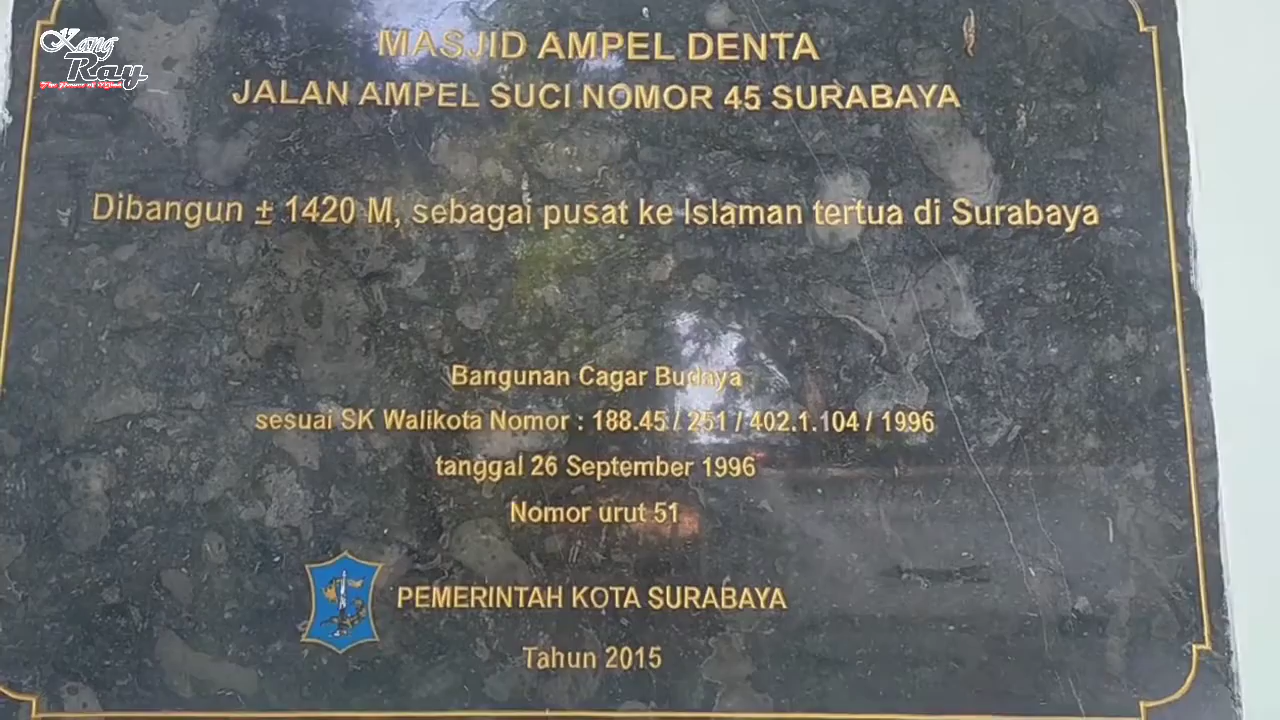 Kang
Ray
MASJID AMPEL DENTA
JALAN AMPEL SUCI NOMOR 45 SURABAYA
Dibangun ± 1420 M, sebagai pusat ke Islaman tertua di Surabaya
Bangunan Cagar Budaya
sesuai SK Walikota Nomor : 188.45 / 251 / 402.1.104 / 1996
tanggal 26 September 1996
Nomor urut 51
PEMERINTAH KOTA SURABAYA
Tahun 2015